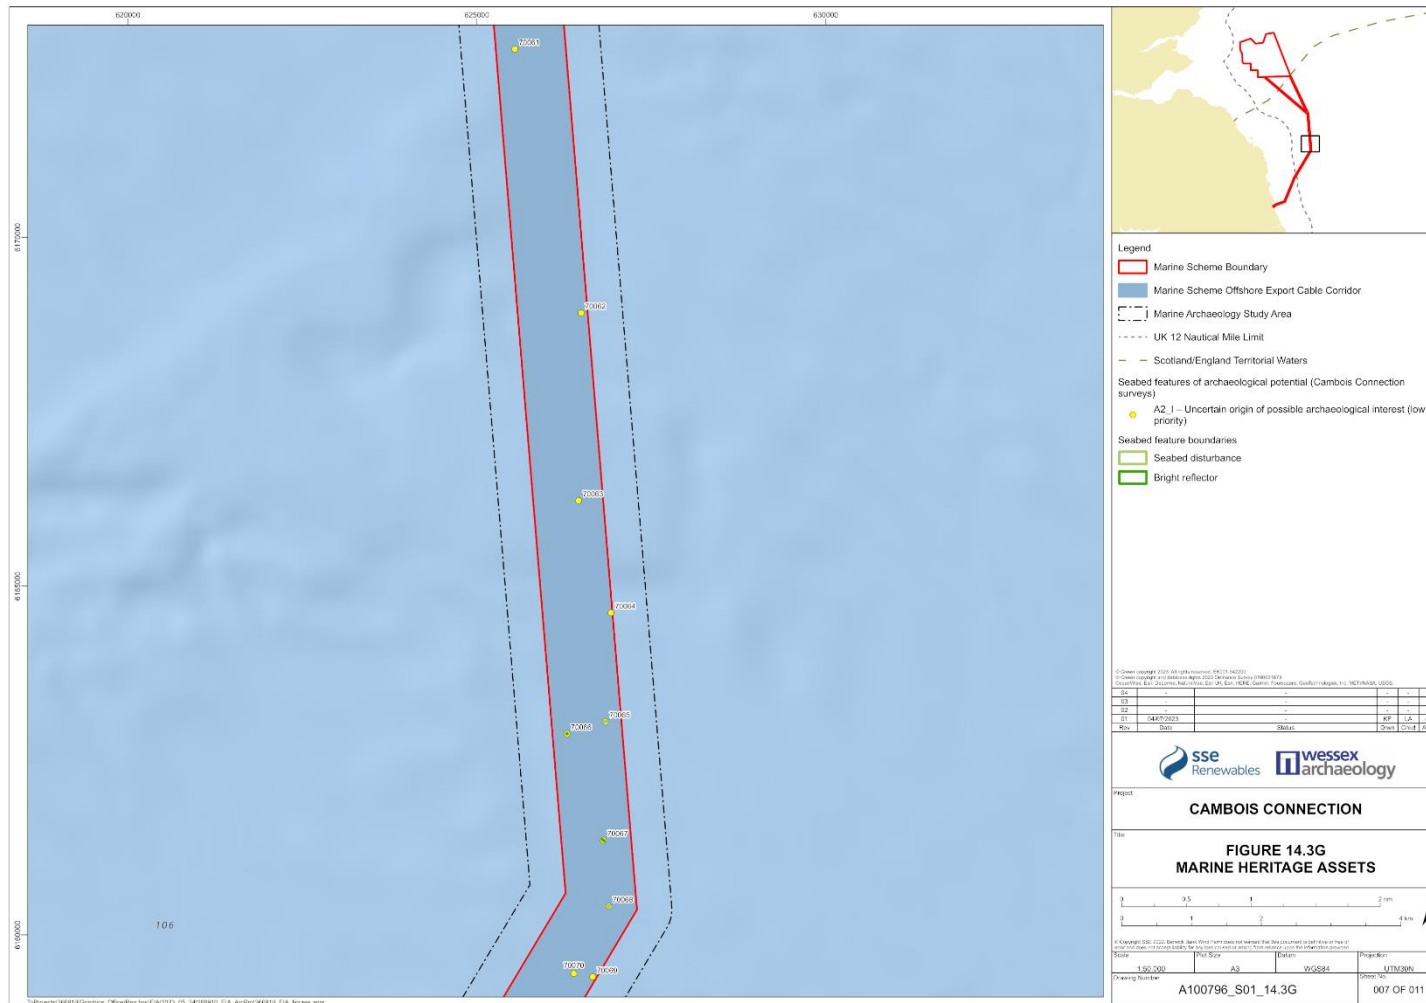 620000
625000
630000
6170000
6165000
6160000
70061
70062
70063
70064
70065
70066
70067
70068
70070
70069
106
Legend
Marine Scheme Boundary
Marine Scheme Offshore Export Cable Corridor
Marine Archaeology Study Area
UK 12 Nautical Mile Limit
Scotland/England Territorial Waters
Seabed features of archaeological potential (Cambois Connection
surveys)
A2_l – Uncertain origin of possible archaeological interest (low
priority)
Seabed feature boundaries
Seabed disturbance
Bright reflector
04 - - - -
03 - - - -
02 - - - -
01 04/07/2023 - KF LA
Rev Date Status Drwn Chkd
sse
Renewables
wessex
archaeology
Project
CAMBOIS CONNECTION
Title
FIGURE 14.3G
MARINE HERITAGE ASSETS
0 0.5 1 2 nm
0 1 2 4 km
Scale Plot Size Datum Projection
1:50,000 A3 WGS84 UTM30N
Drawing Number Sheet No.
A100796_S01_14.3G 007 OF 011